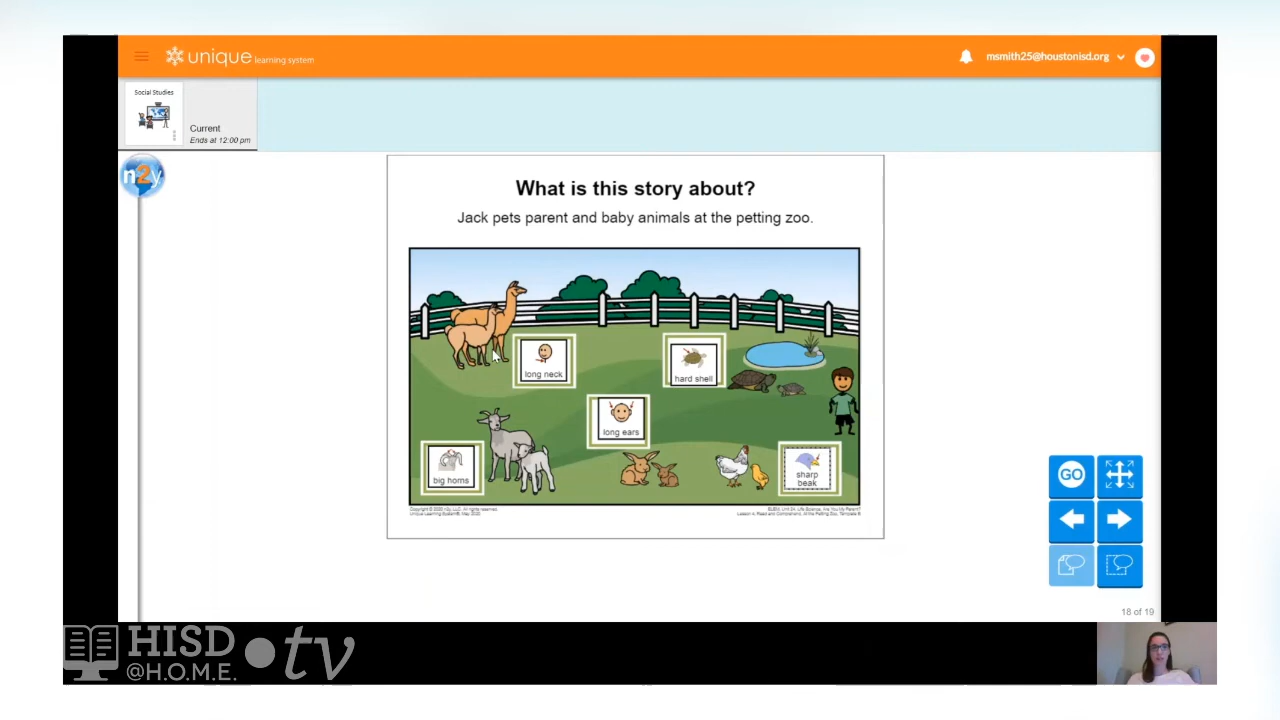 unique learning system
msmith25@houstonisd.org
Social Studies
Current
Ends at 12:00 pm
n2y
What is this story about?
Jack pets parent and baby animals at the petting zoo.
long neck
hard shell
long ears
big horns
sharp
beak
GO
18 of 19
HISD
@H.O.M.E.
tv